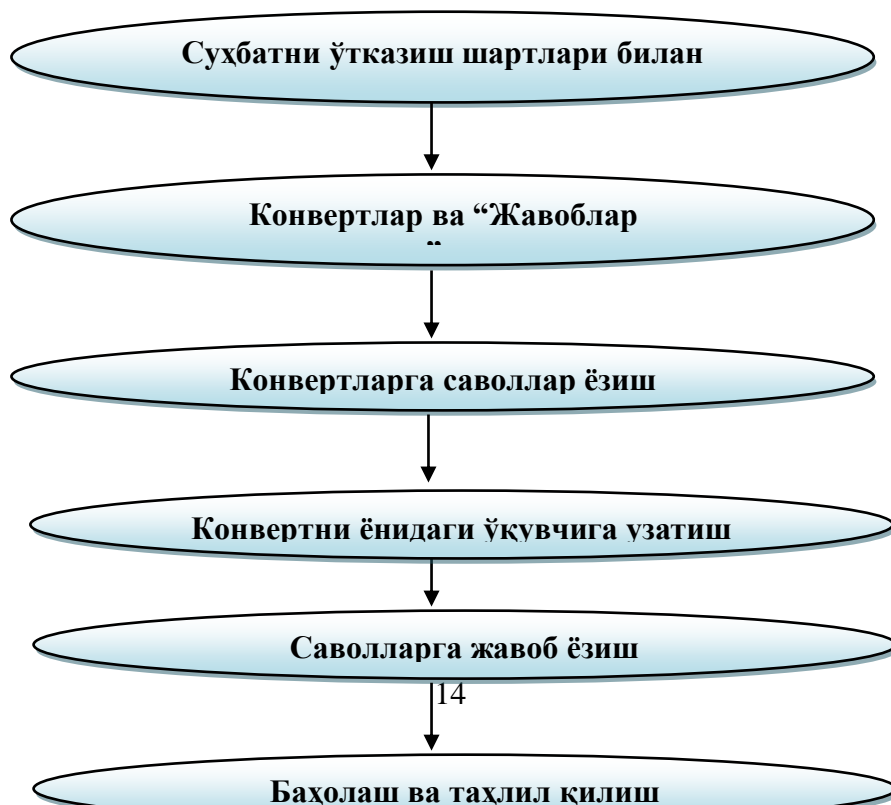 Суҳбатни ўтказиш шартлари билан
Конвертлар ва “Жавоблар
”
Конвертларга саволлар ёзиш
Конвертни ёнидаги ўқувчига узатиш
Саволларга жавоб ёзиш
14
Баҳолаш ва таҳлил қилиш